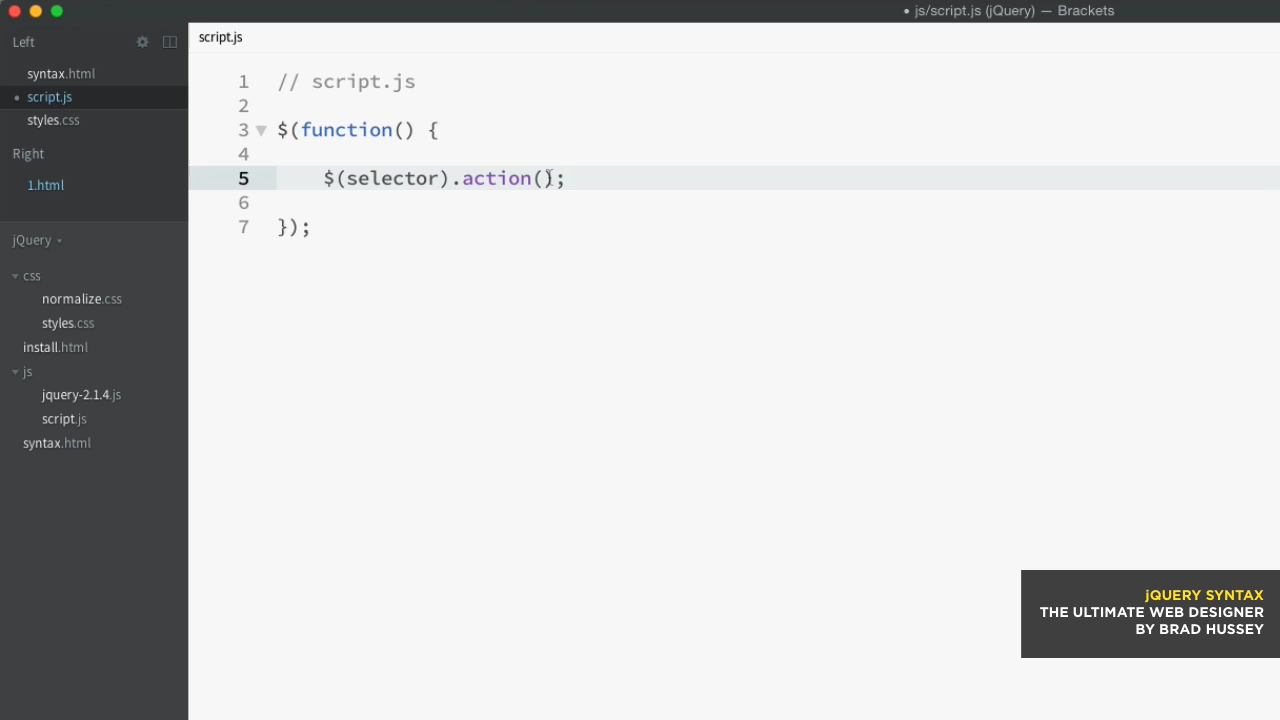 • js/script.js (jQuery) — Brackets
Left
syntax.html
• script.js
styles.css
Right
1.html
jQuery
css
normalize.css
styles.css
install.html
js
jquery-2.1.4.js
script.js
syntax.html
script.js
1 // script.js
2
3 $(function() {
4
5 $(selector).action();
6
7 });
jQUERY SYNTAX
THE ULTIMATE WEB DESIGNER
BY BRAD HUSSEY